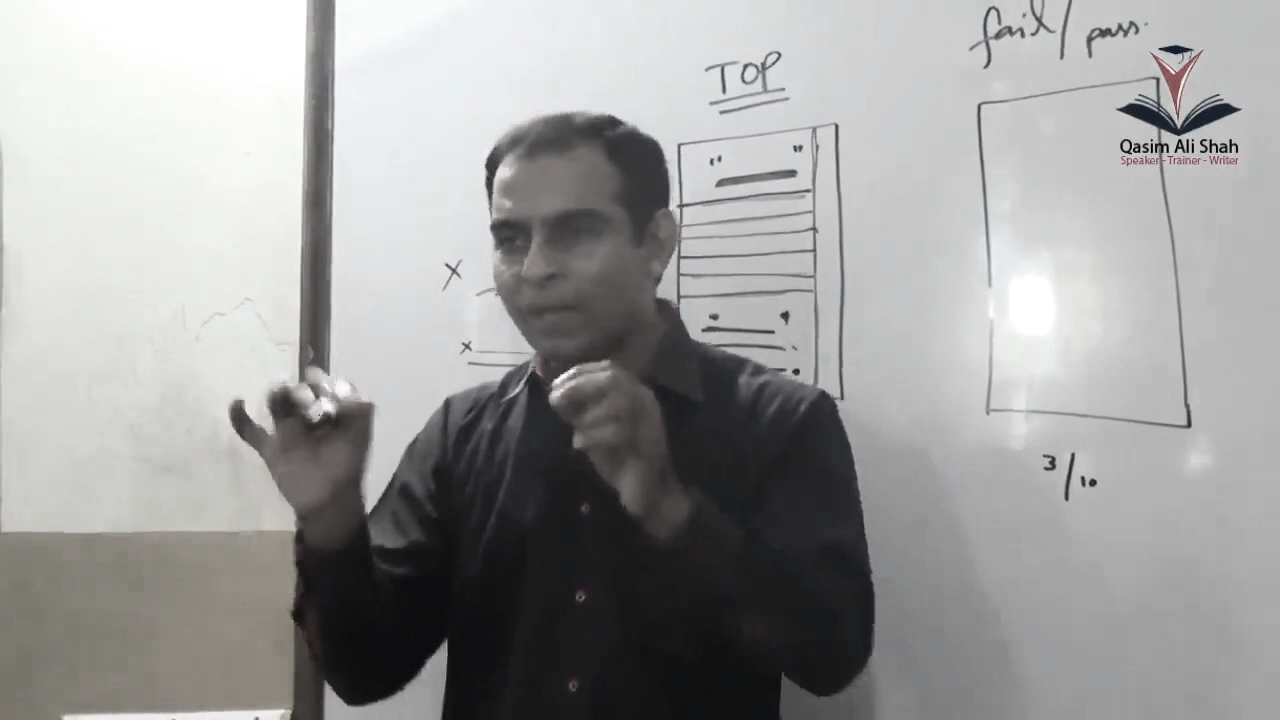 fail/pass.
TOP
Qasim Ali Shah
Speaker - Trainer - Writer
x
x
3/10